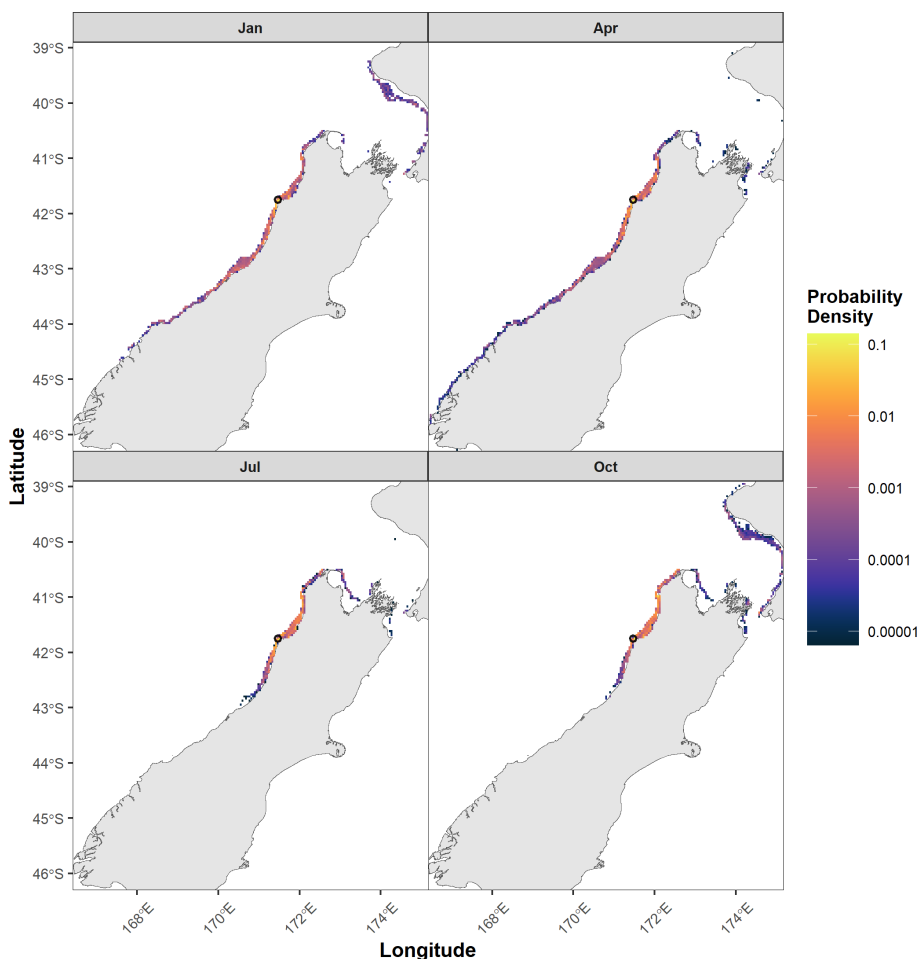 Jan
Apr
39°S
40°S
41°S
42°S
43°S
44°S
45°S
46°S
Jul
Oct
39°S
40°S
41°S
42°S
43°S
44°S
45°S
46°S
168°E
170°E
172°E
174°E
168°E
170°E
172°E
174°E
Latitude
Longitude
Probability
Density
0.1
0.01
0.001
0.0001
0.00001